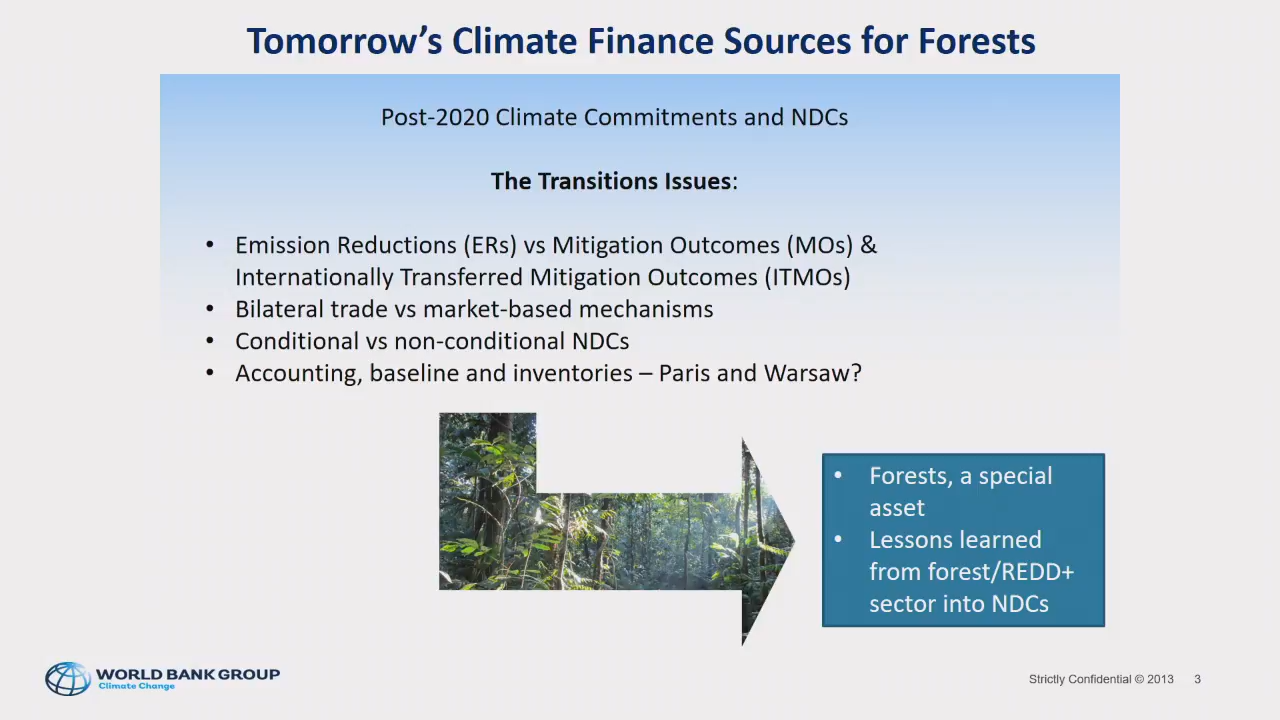 Tomorrow’s Climate Finance Sources for Forests
Post-2020 Climate Commitments and NDCs
The Transitions Issues:
• Emission Reductions (ERs) vs Mitigation Outcomes (MOs) &
Internationally Transferred Mitigation Outcomes (ITMOs)
• Bilateral trade vs market-based mechanisms
• Conditional vs non-conditional NDCs
• Accounting, baseline and inventories – Paris and Warsaw?
• Forests, a special
asset
• Lessons learned
from forest/REDD+
sector into NDCs
WORLD BANK GROUP
Climate Change
Strictly Confidential © 2013 3